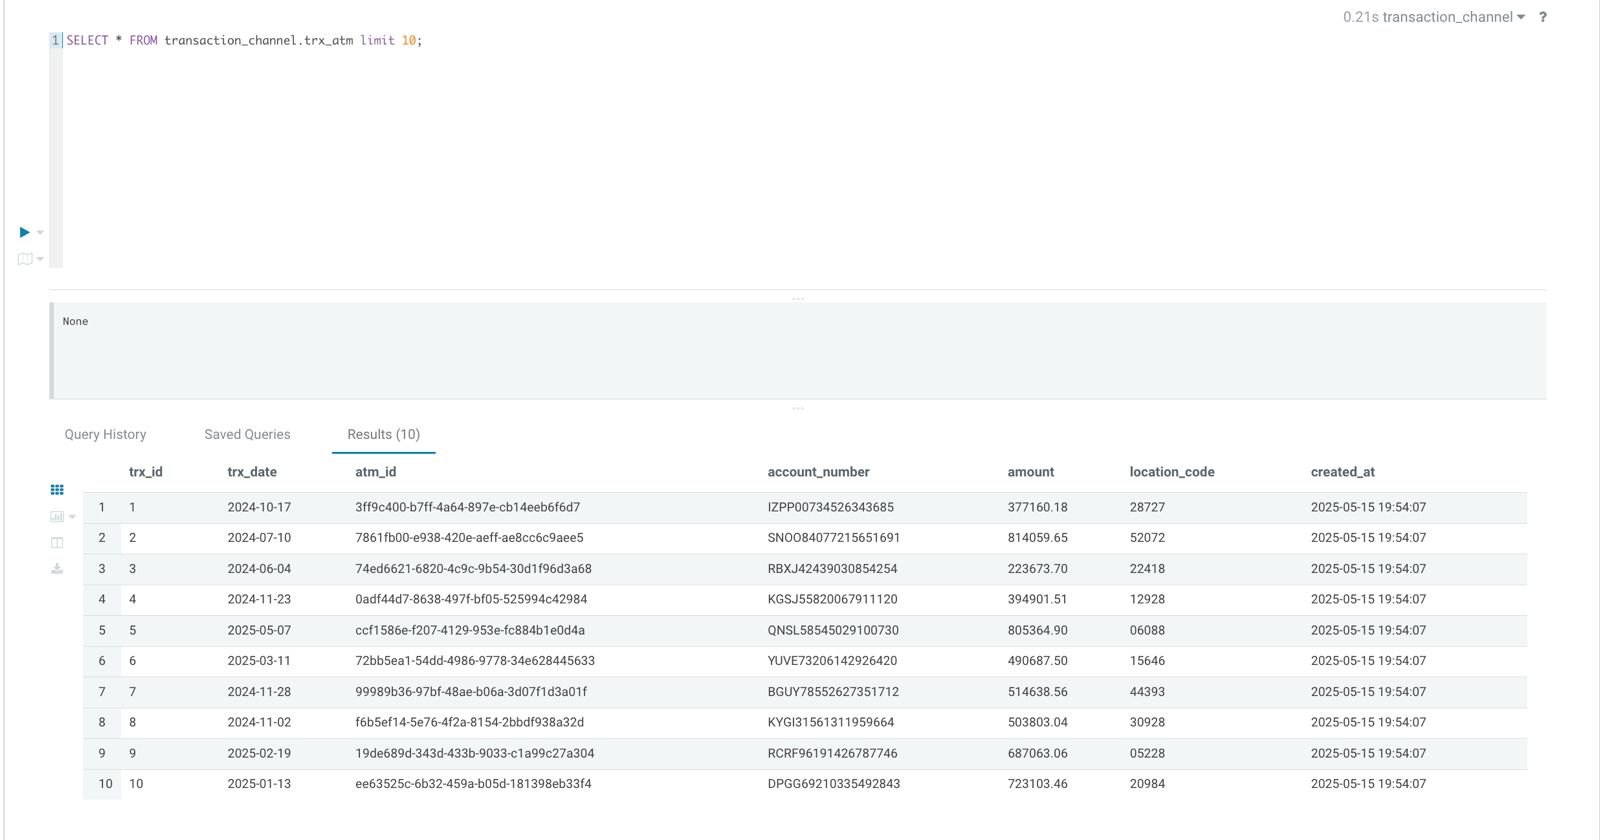 0.21s transaction_channel ?
1 SELECT * FROM transaction_channel.trx_atm limit 10;
None
Query History Saved Queries Results (10)
trx_id trx_date atm_id account_number amount location_code created_at
1 1 2024-10-17 3ff9c400-b7ff-4a64-897e-cb14eeb6f6d7 IZPP00734526343685 377160.18 28727 2025-05-15 19:54:07
2 2 2024-07-10 7861fb00-e938-420e-aeff-ae8cc6c9aee5 SNOO84077215651691 814059.65 52072 2025-05-15 19:54:07
3 3 2024-06-04 74ed6621-6820-4c9c-9b54-30d1f96d3a68 RBXJ42439030854254 223673.70 22418 2025-05-15 19:54:07
4 4 2024-11-23 0adf44d7-8638-497f-bf05-525994c42984 KGSJ55820067911120 394901.51 12928 2025-05-15 19:54:07
5 5 2025-05-07 ccf1586e-f207-4129-953e-fc884b1e0d4a QNSL58545029100730 805364.90 06088 2025-05-15 19:54:07
6 6 2025-03-11 72bb5ea1-54dd-4986-9778-34e628445633 YUVE73206142926420 490687.50 15646 2025-05-15 19:54:07
7 7 2024-11-28 99989b36-97bf-48ae-b06a-3d07f1d3a01f BGUY78552627351712 514638.56 44393 2025-05-15 19:54:07
8 8 2024-11-02 f6b5ef14-5e76-4f2a-8154-2bbdf938a32d KYGI31561311959664 503803.04 30928 2025-05-15 19:54:07
9 9 2025-02-19 19de689d-343d-433b-9033-c1a99c27a304 RCRF96191426787746 687063.06 05228 2025-05-15 19:54:07
10 10 2025-01-13 ee63525c-6b32-459a-b05d-181398eb33f4 DPGG69210335492843 723103.46 20984 2025-05-15 19:54:07